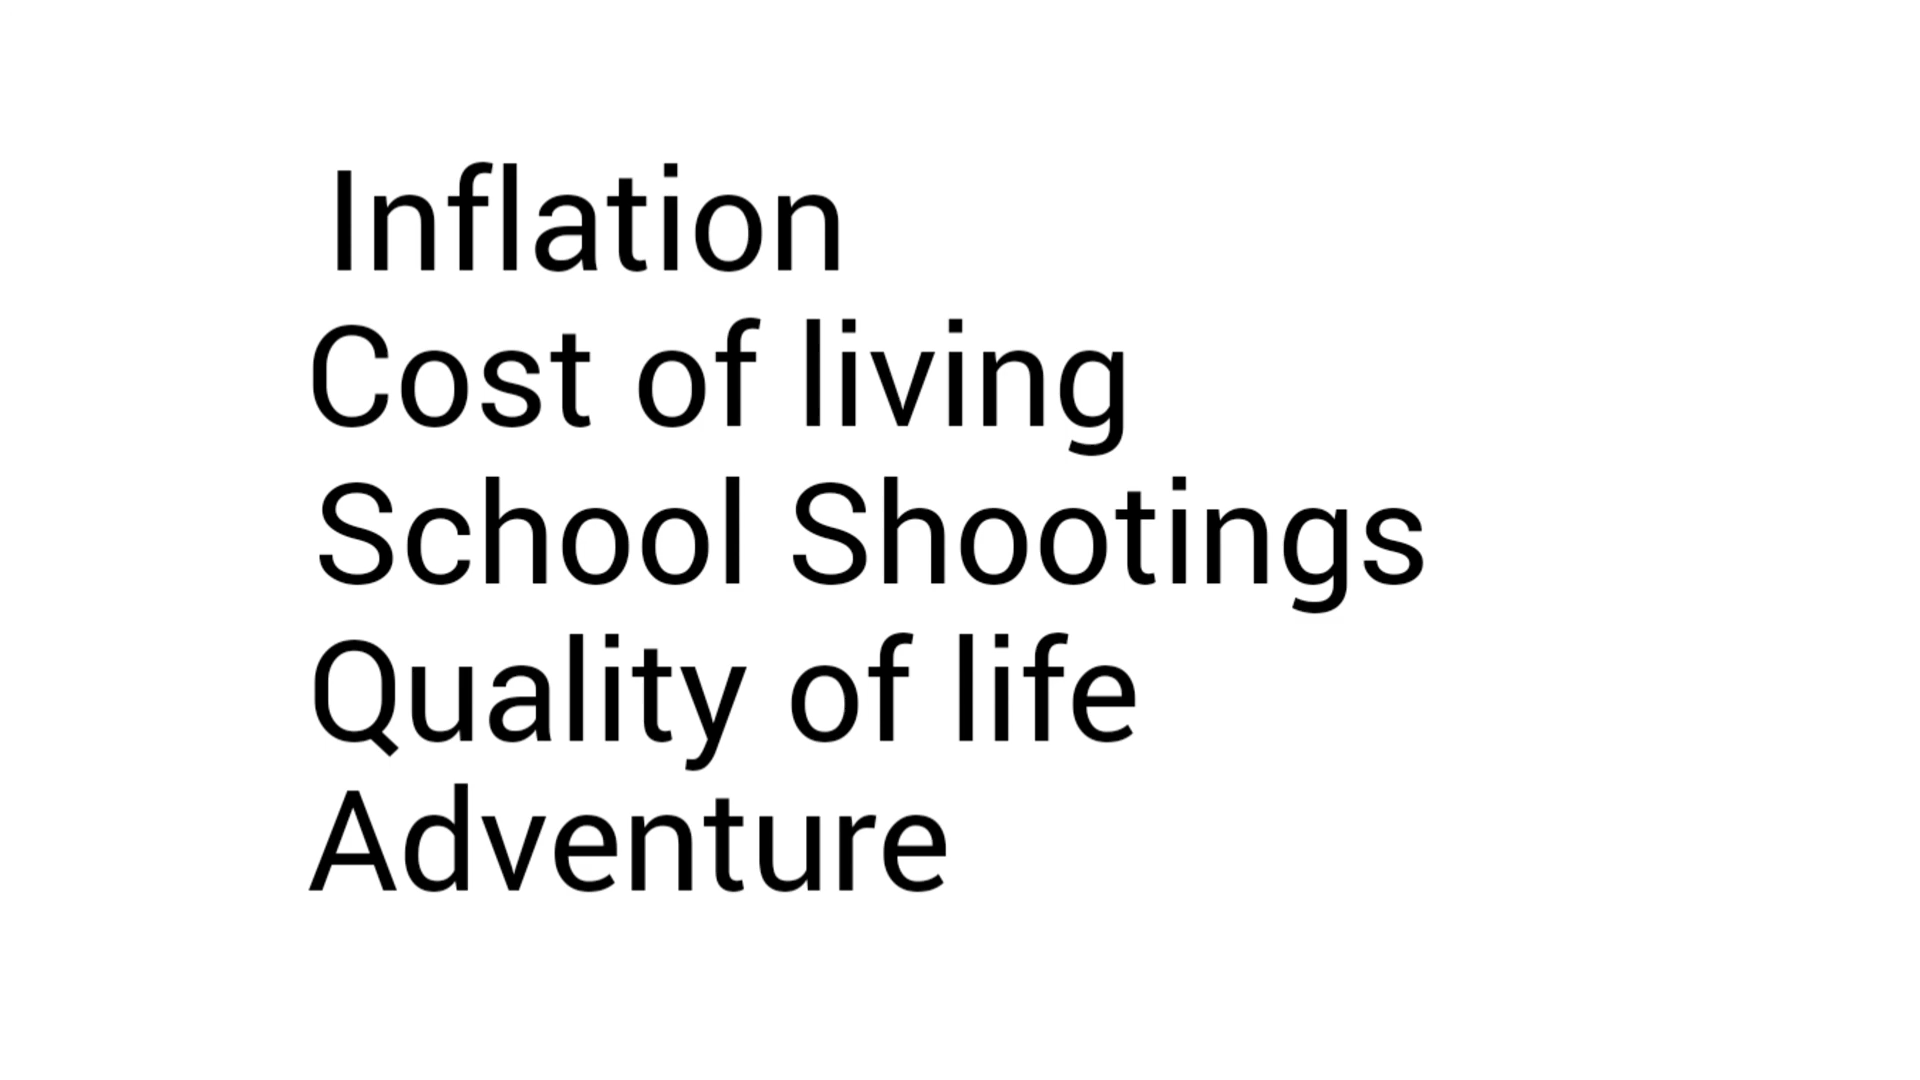 Inflation
Cost of living
School Shootings
Quality of life
Adventure